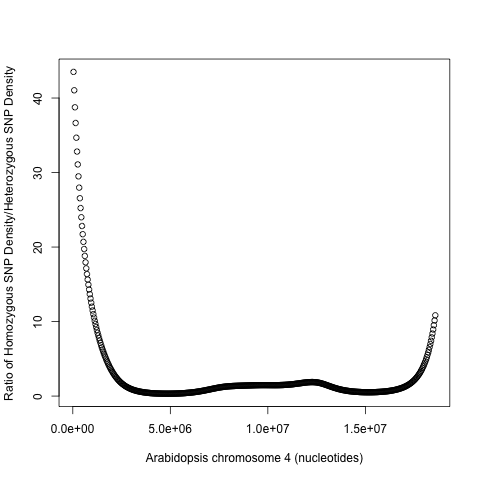 Ratio of Homozygous SNP Density/Heterozygous SNP Density
40
30
20
10
0
0.0e+00 5.0e+06 1.0e+07 1.5e+07
Arabidopsis chromosome 4 (nucleotides)